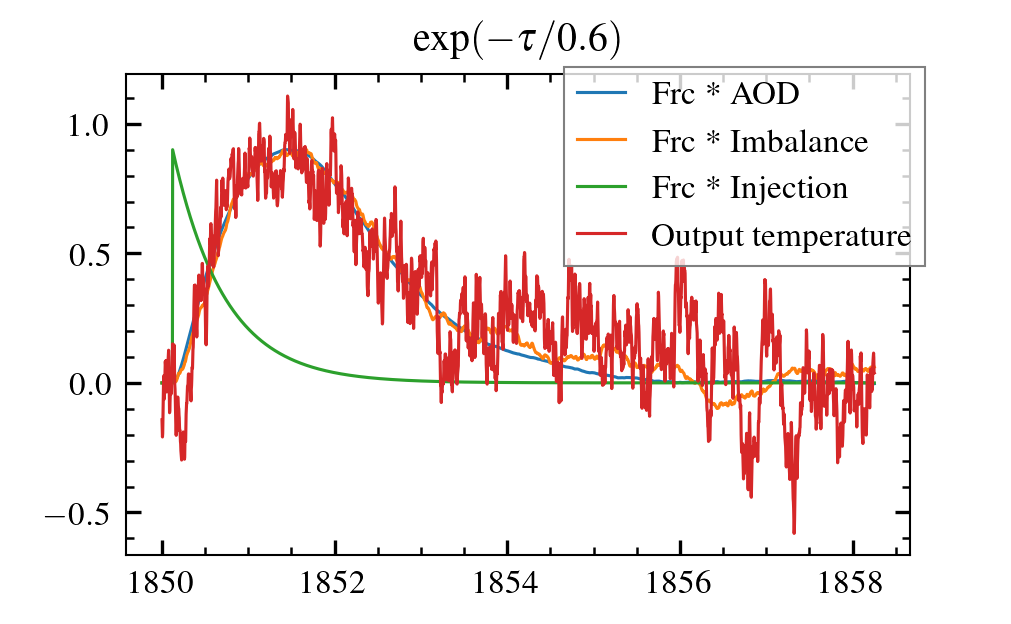 exp(−τ/0.6)
Frc * AOD
Frc * Imbalance
Frc * Injection
Output temperature
1.0
0.5
0.0
−0.5
1850 1852 1854 1856 1858